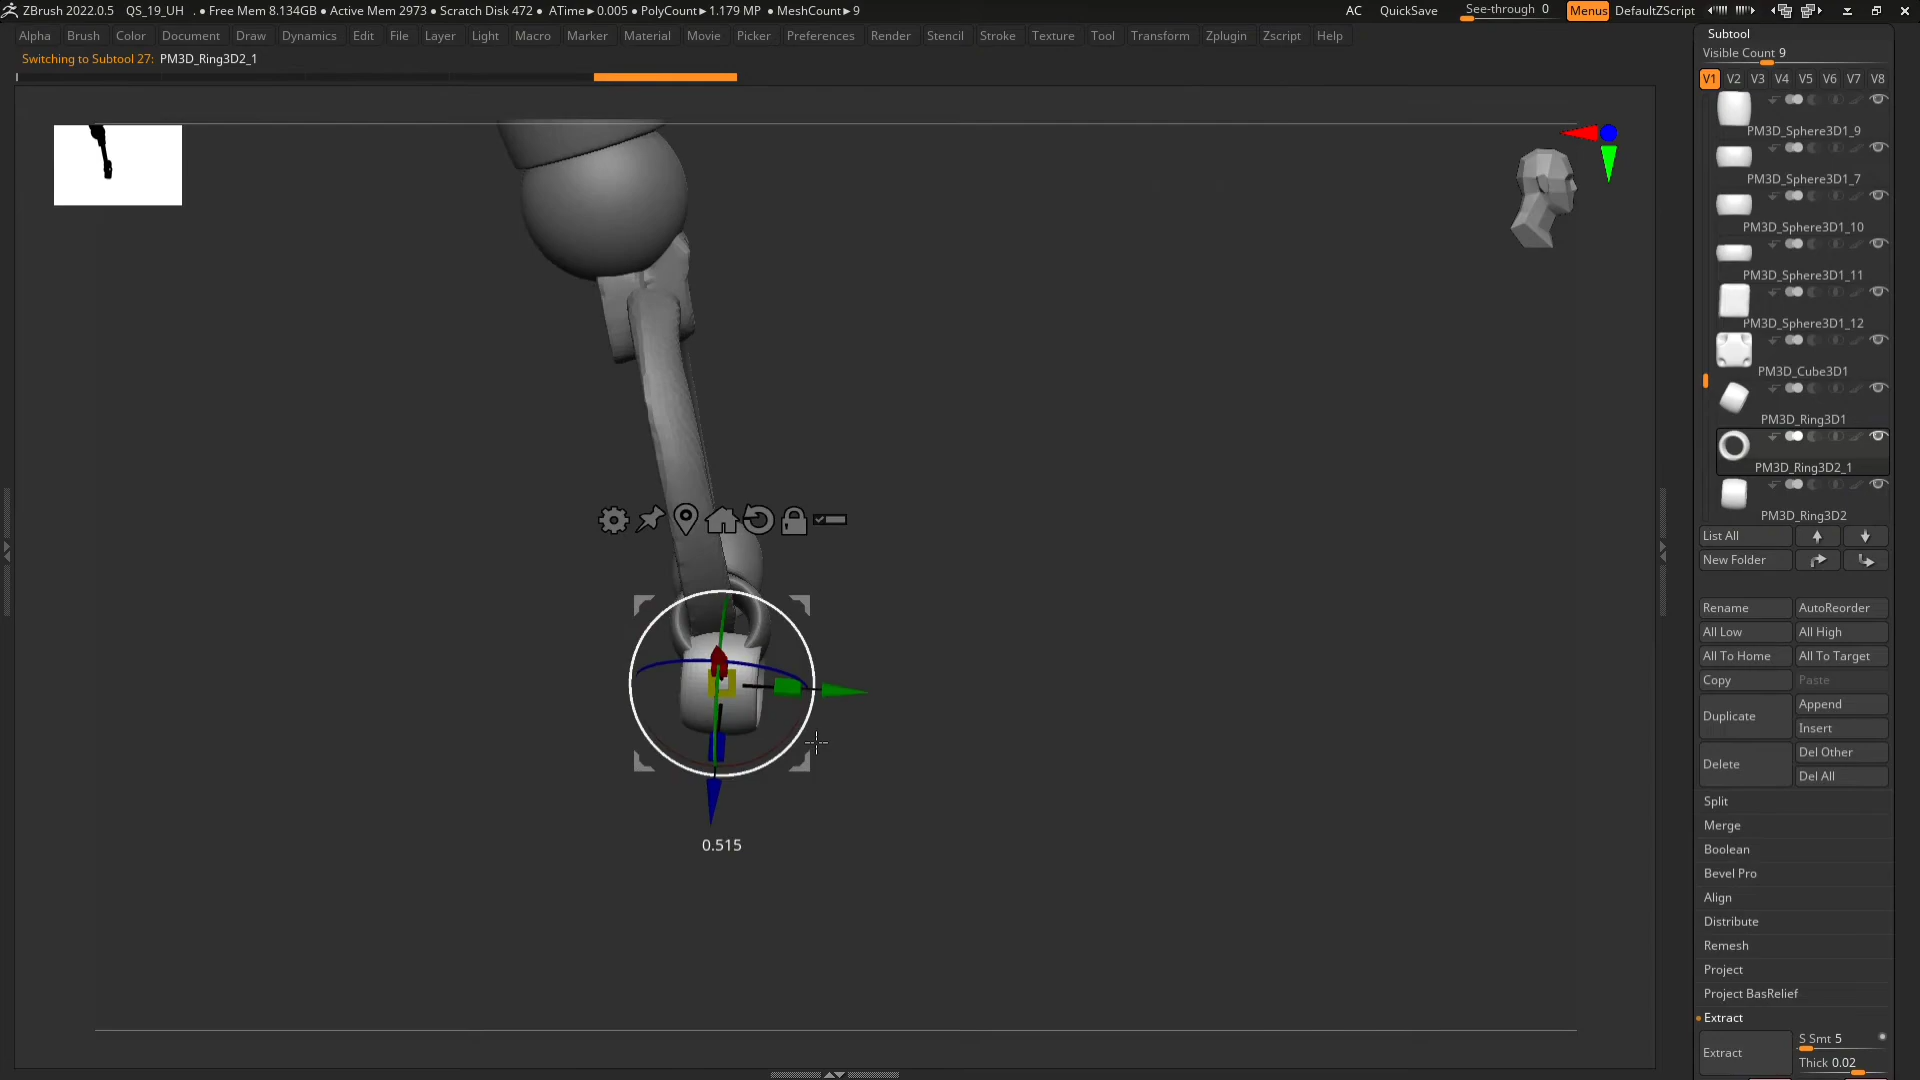 ZBrush 2022.0.5 QS_19_UH . ● Free Mem 8.134GB ● Active Mem 2973 ● Scratch Disk 472 ● ATime►0.005 ● PolyCount►1.179 MP ● MeshCount►9 AC QuickSave See-through 0 Menus DefaultZScript
Alpha Brush Color Document Draw Dynamics Edit File Layer Light Macro Marker Material Movie Picker Preferences Render Stencil Stroke Texture Tool Transform Zplugin Zscript Help
Switching to Subtool 27: PM3D_Ring3D2_1
0.515
Subtool
Visible Count 9
V1 V2 V3 V4 V5 V6 V7 V8
PM3D_Sphere3D1_9
PM3D_Sphere3D1_7
PM3D_Sphere3D1_10
PM3D_Sphere3D1_11
PM3D_Sphere3D1_12
PM3D_Cube3D1
PM3D_Ring3D1
PM3D_Ring3D2_1
PM3D_Ring3D2
List All
New Folder
Rename AutoReorder
All Low All High
All To Home All To Target
Copy Paste
Duplicate Append
Insert
Delete Del Other
Del All
Split
Merge
Boolean
Bevel Pro
Align
Distribute
Remesh
Project
Project BasRelief
Extract
Extract S Smt 5
Thick 0.02